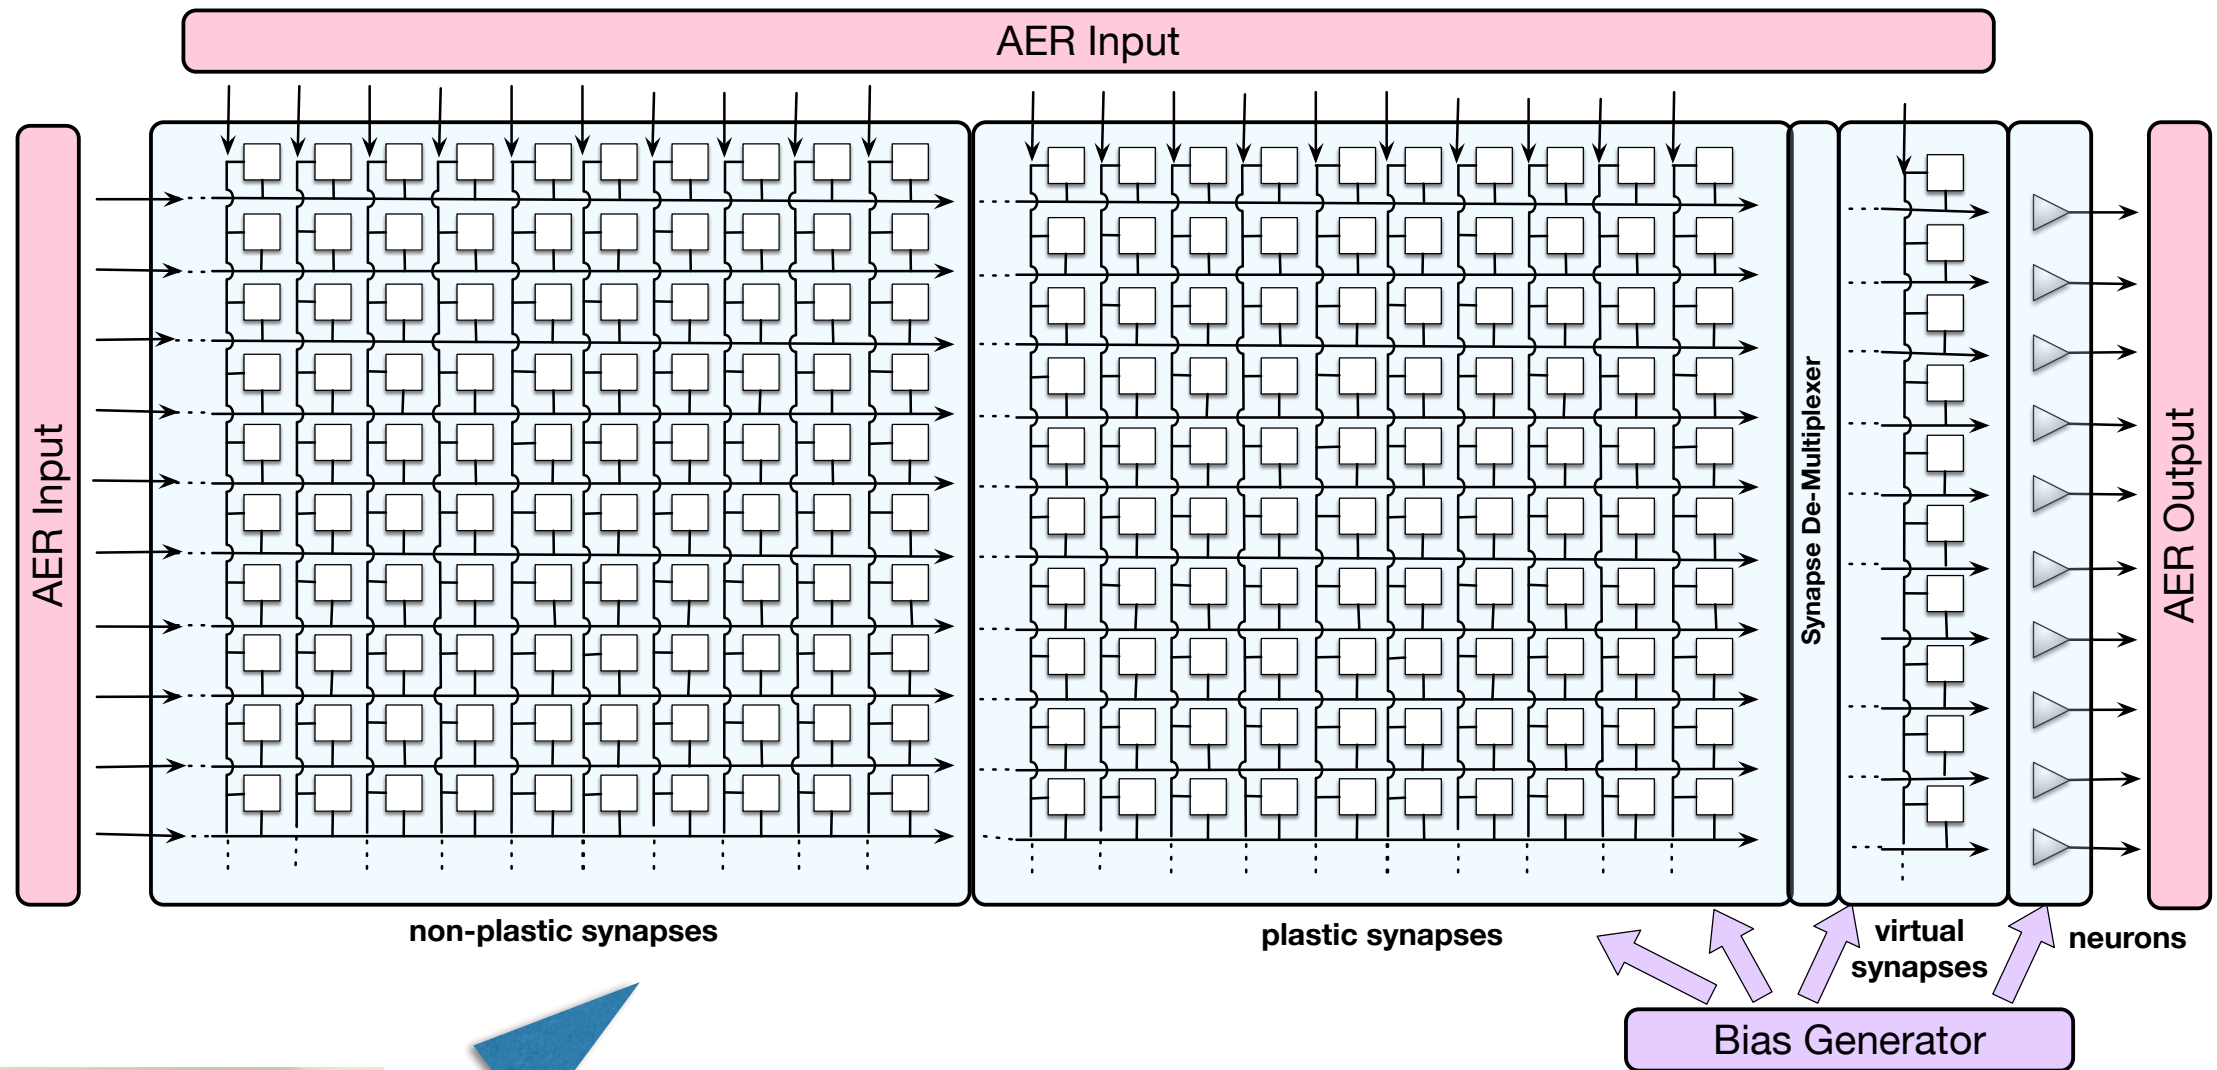 AER Input
AER Input
Synapse De-Multiplexer
AER Output
non-plastic synapses
plastic synapses
virtual
synapses
neurons
Bias Generator